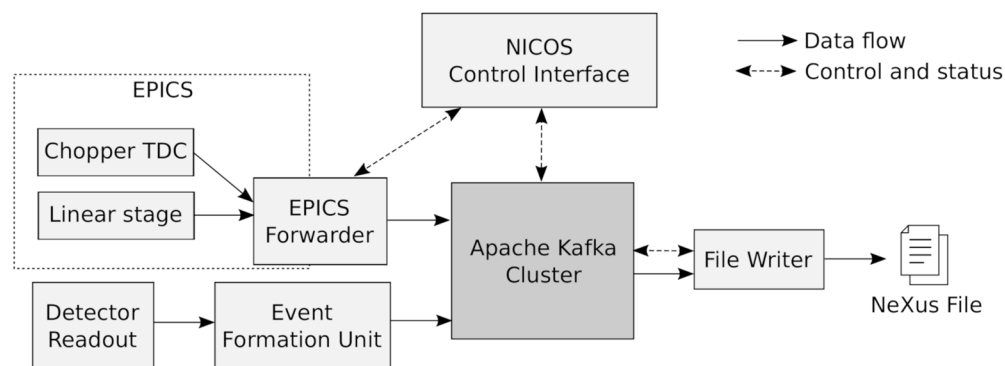 NICOS
Control Interface
Data flow
Control and status
EPICS
Chopper TDC
Linear stage
EPICS
Forwarder
Apache Kafka
Cluster
File Writer
NeXus File
Detector
Readout
Event
Formation Unit